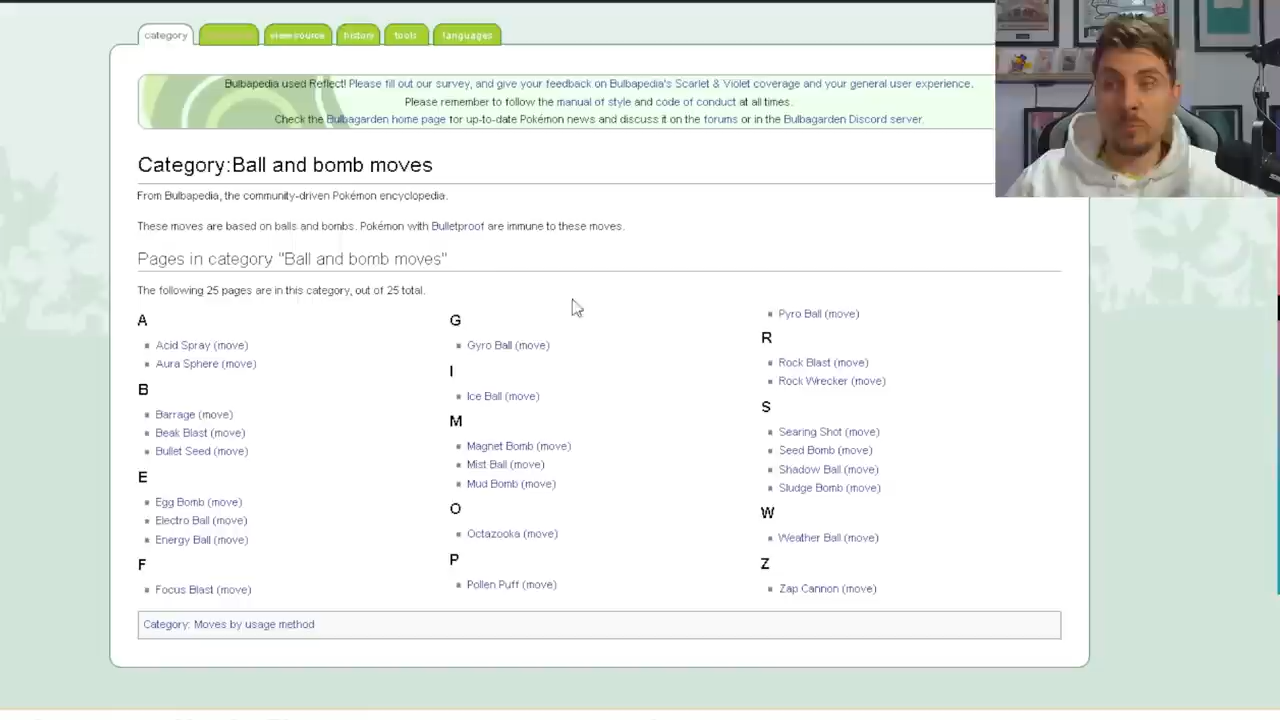 category
view source
history
tools
languages
Bulbapedia used Reflect! Please fill out our survey, and give your feedback on Bulbapedia's Scarlet & Violet coverage and your general user experience.
Please remember to follow the manual of style and code of conduct at all times.
Check the Bulbagarden home page for up-to-date Pokémon news and discuss it on the forums or in the Bulbagarden Discord server.
Category:Ball and bomb moves
From Bulbapedia, the community-driven Pokémon encyclopedia.
These moves are based on balls and bombs. Pokémon with Bulletproof are immune to these moves.
Pages in category "Ball and bomb moves"
The following 25 pages are in this category, out of 25 total.
A
Acid Spray (move)
Aura Sphere (move)
B
Barrage (move)
Beak Blast (move)
Bullet Seed (move)
E
Egg Bomb (move)
Electro Ball (move)
Energy Ball (move)
F
Focus Blast (move)
G
Gyro Ball (move)
I
Ice Ball (move)
M
Magnet Bomb (move)
Mist Ball (move)
Mud Bomb (move)
O
Octazooka (move)
P
Pollen Puff (move)
Pyro Ball (move)
R
Rock Blast (move)
Rock Wrecker (move)
S
Searing Shot (move)
Seed Bomb (move)
Shadow Ball (move)
Sludge Bomb (move)
W
Weather Ball (move)
Z
Zap Cannon (move)
Category: Moves by usage method